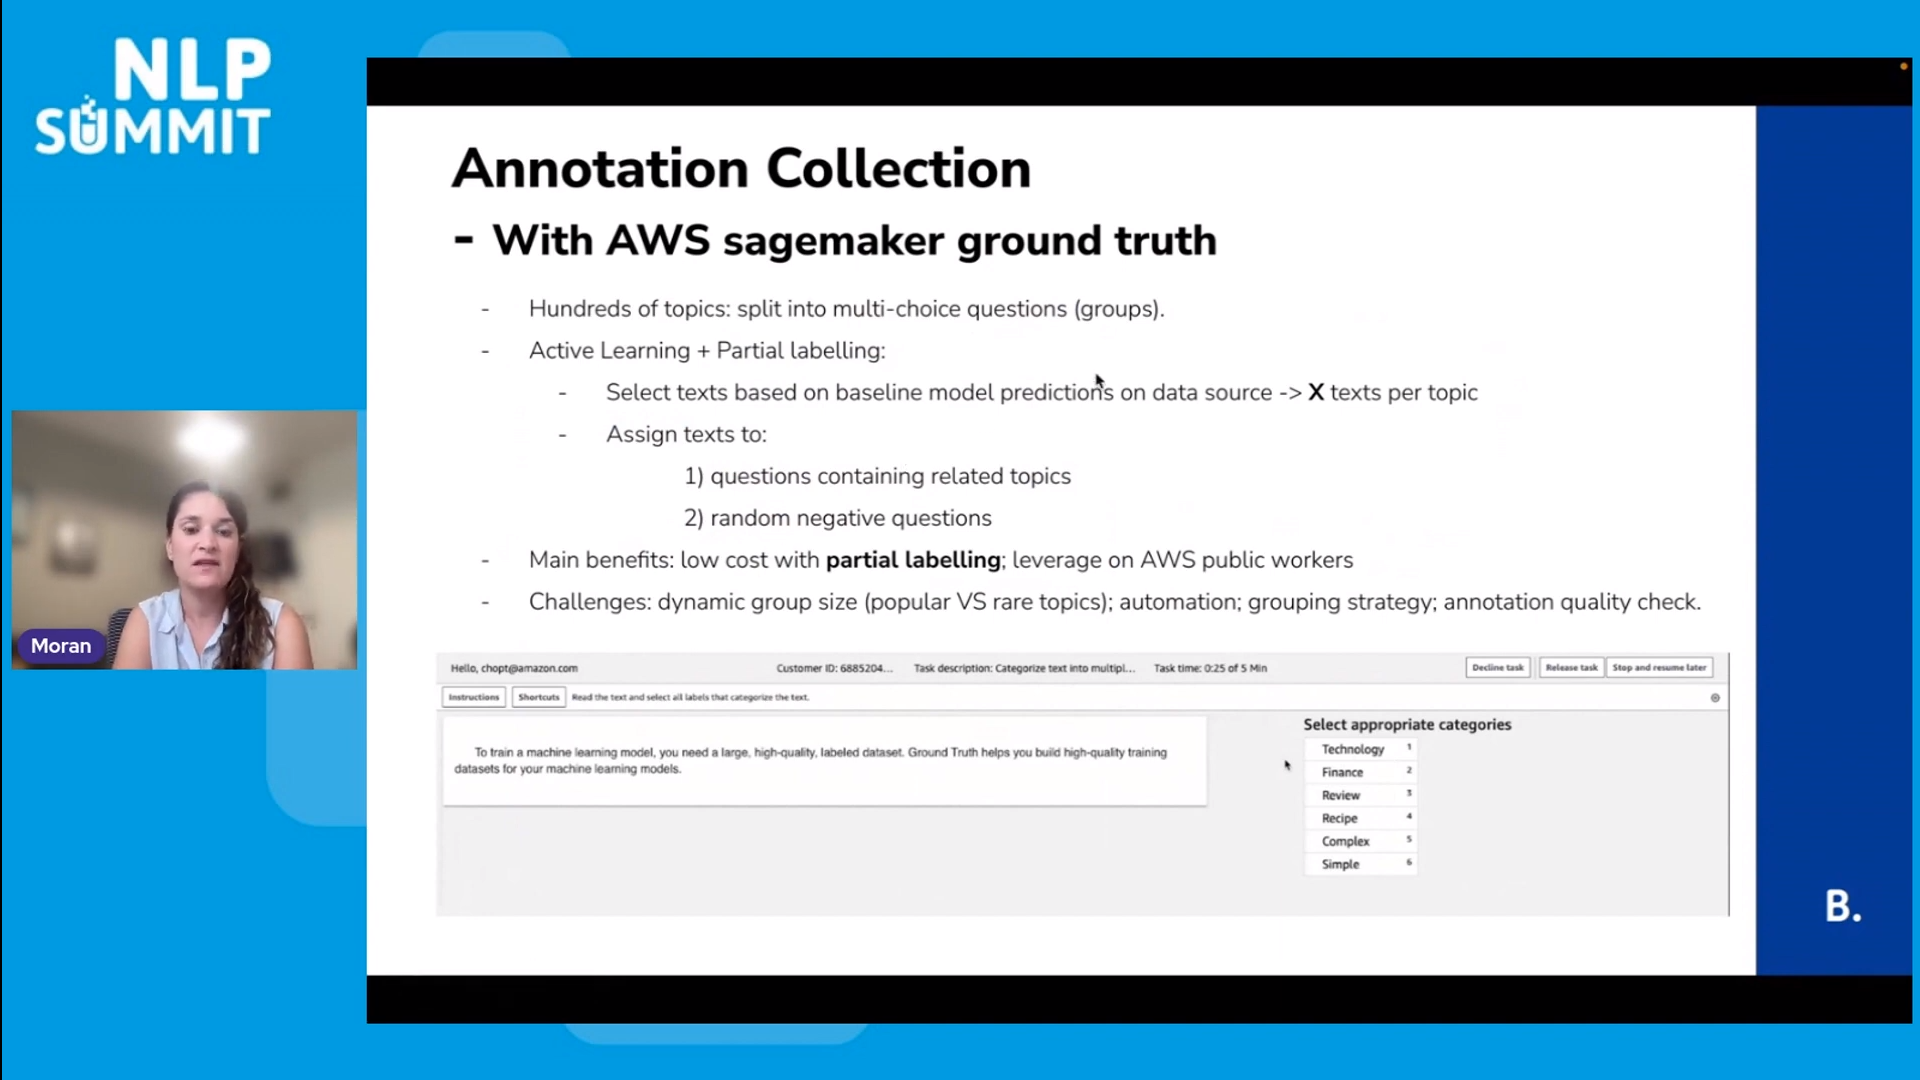 NLP
SUMMIT
Annotation Collection
- With AWS sagemaker ground truth
- Hundreds of topics: split into multi-choice questions (groups).
- Active Learning + Partial labelling:
- Select texts based on baseline model predictions on data source -> X texts per topic
- Assign texts to:
1) questions containing related topics
2) random negative questions
- Main benefits: low cost with partial labelling; leverage on AWS public workers
- Challenges: dynamic group size (popular VS rare topics); automation; grouping strategy; annotation quality check.
Moran
Hello, chopt@amazon.com Customer ID: 6885204... Task description: Categorize text into multipl... Task time: 0:25 of 5 Min Decline task Release task Stop and resume later
Instructions Shortcuts Read the text and select all labels that categorize the text.
To train a machine learning model, you need a large, high-quality, labeled dataset. Ground Truth helps you build high-quality training
datasets for your machine learning models.
Select appropriate categories
Technology 1
Finance 2
Review 3
Recipe 4
Complex 5
Simple 6
B.